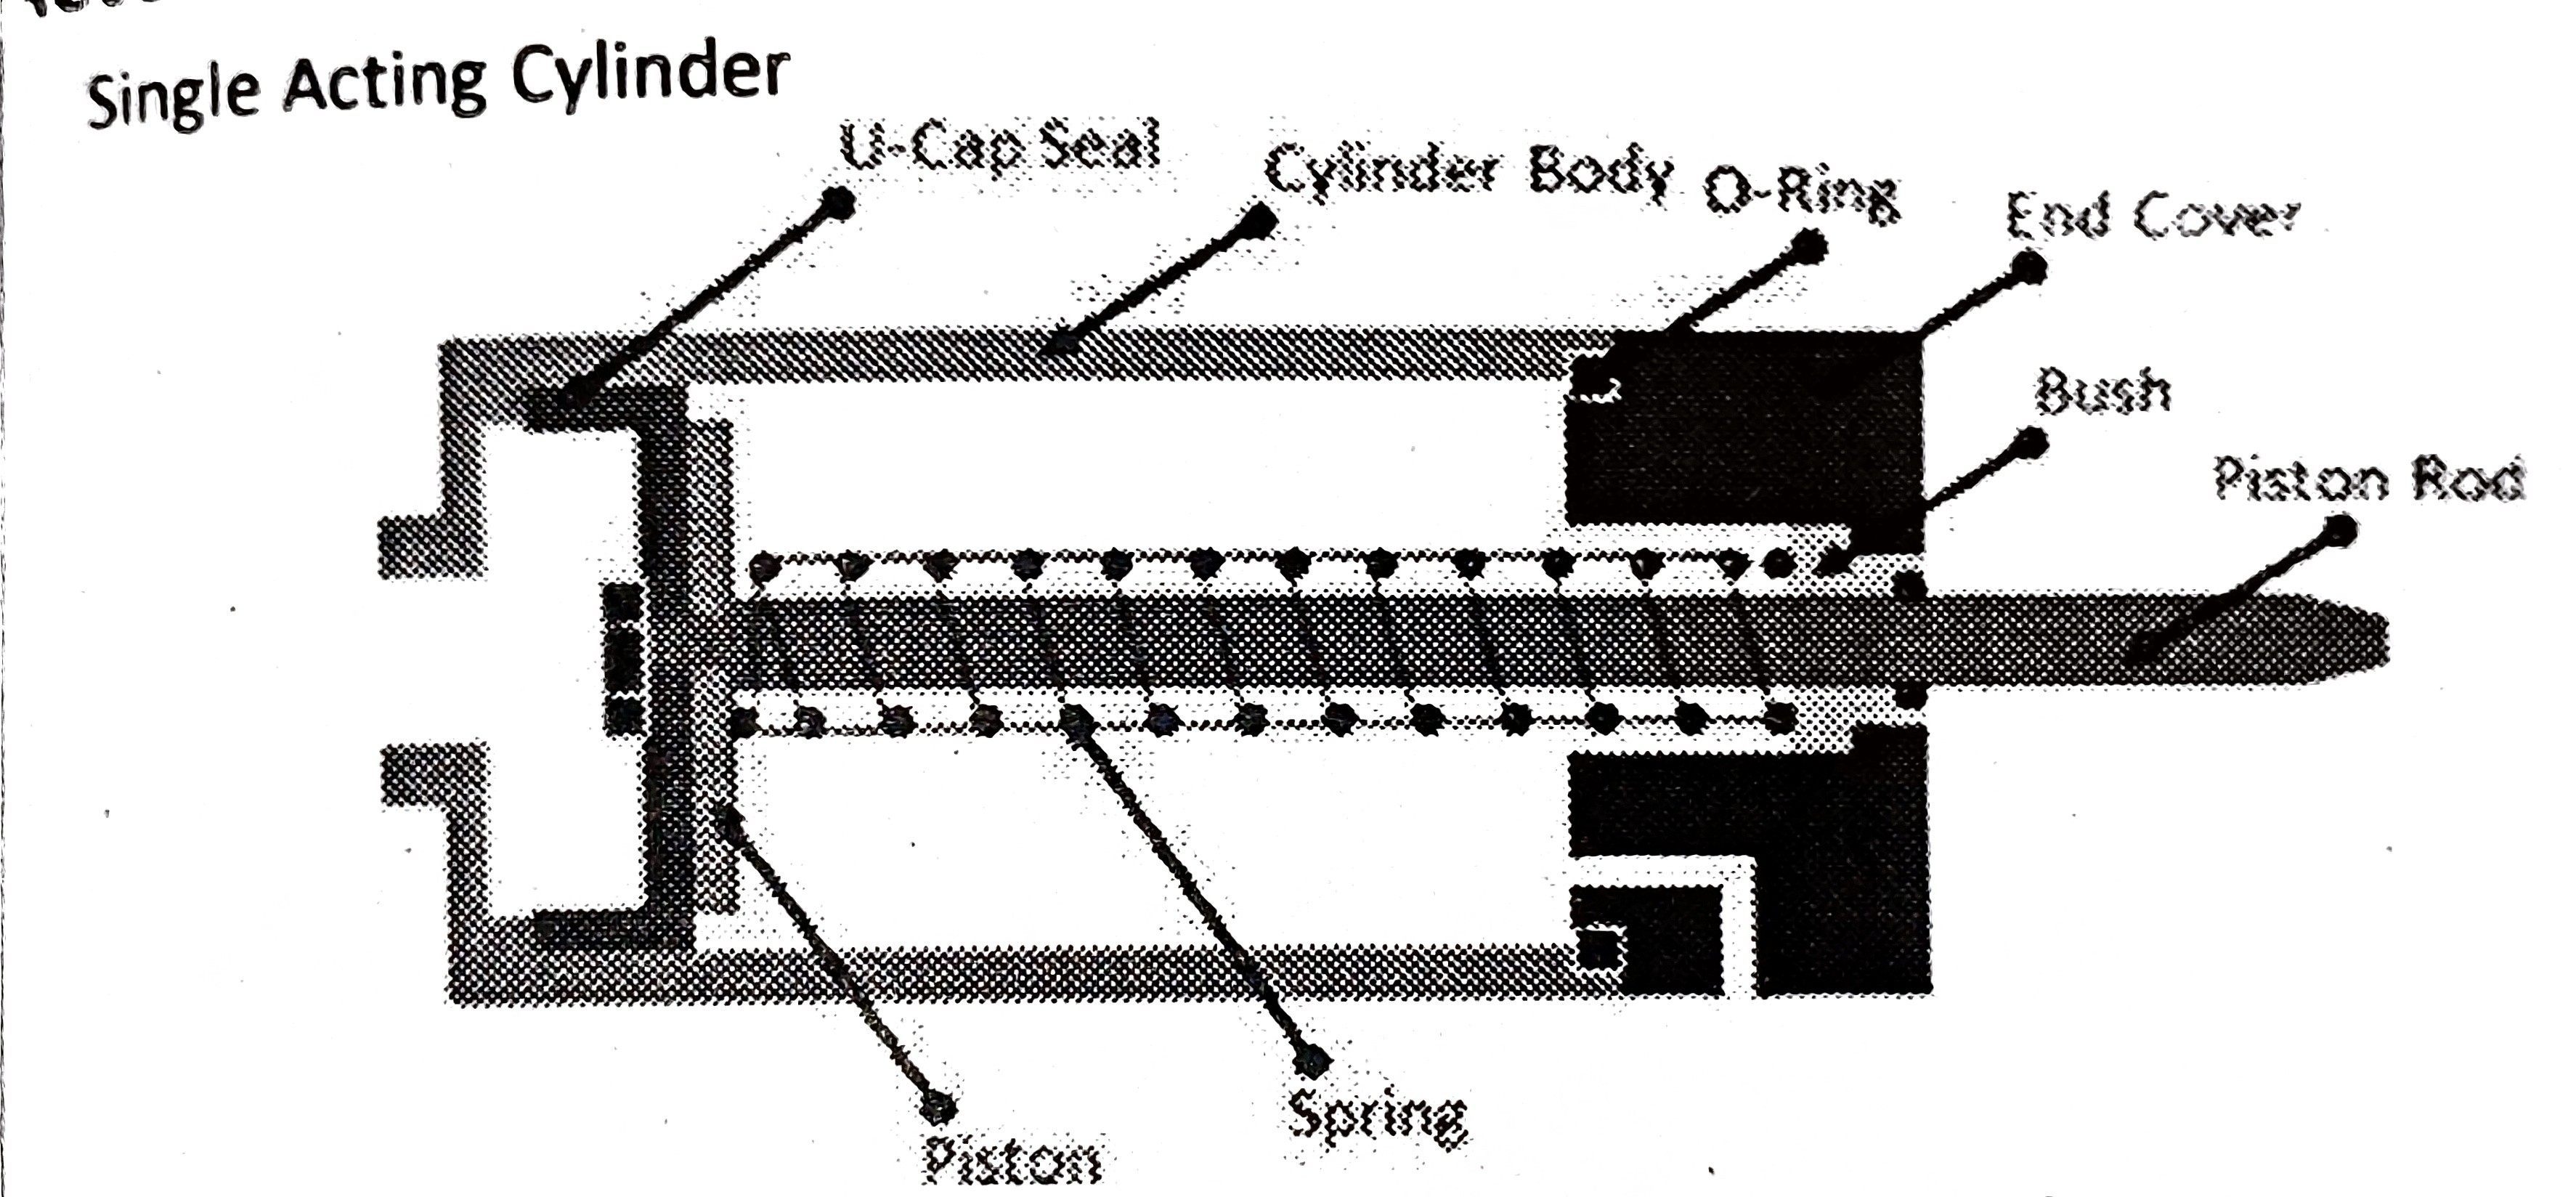 Single Acting Cylinder
U-Cap Seal
Cylinder Body
O-Ring
End Cover
Bush
Piston Rod
Spring
Piston